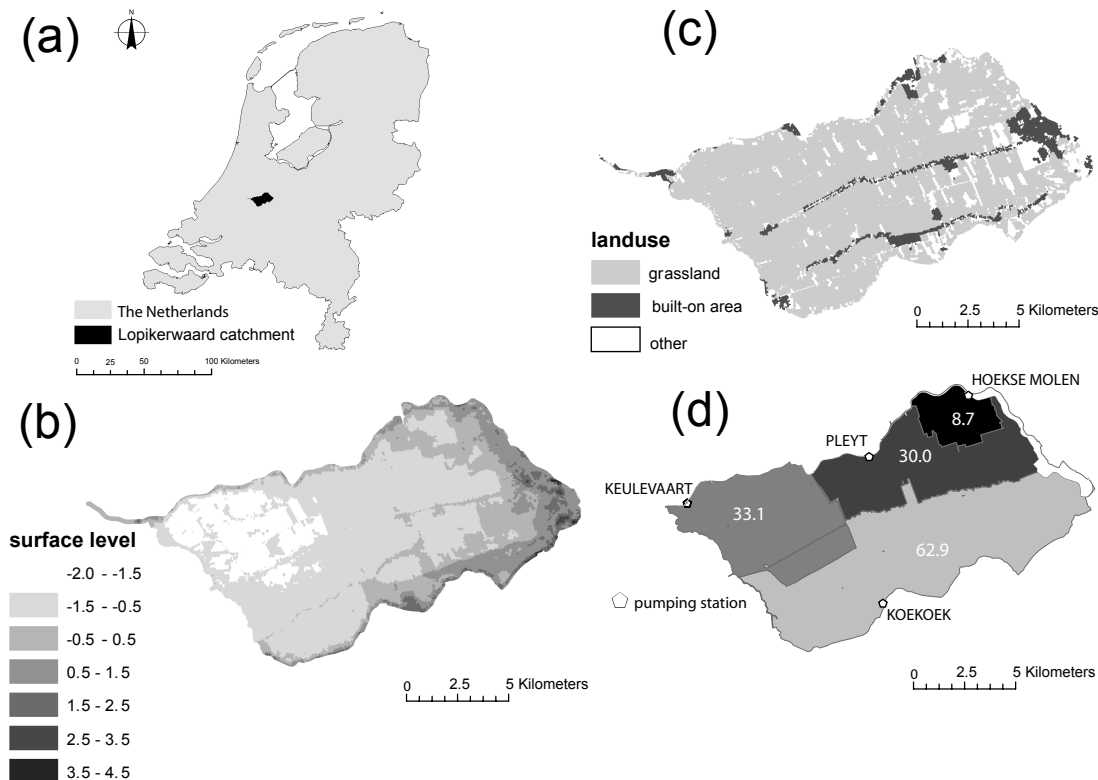 (a)
N
The Netherlands
Lopikerwaard catchment
0 25 50 100 Kilometers
(b)
surface level
-2.0 - -1.5
-1.5 - -0.5
-0.5 - 0.5
0.5 - 1.5
1.5 - 2.5
2.5 - 3.5
3.5 - 4.5
0 2.5 5 Kilometers
(c)
landuse
grassland
built-on area
other
0 2.5 5 Kilometers
(d)
HOEKSE MOLEN
8.7
PLEYT
30.0
KEULEVAART
33.1
62.9
pumping station
KOEKOEK
0 2.5 5 Kilometers